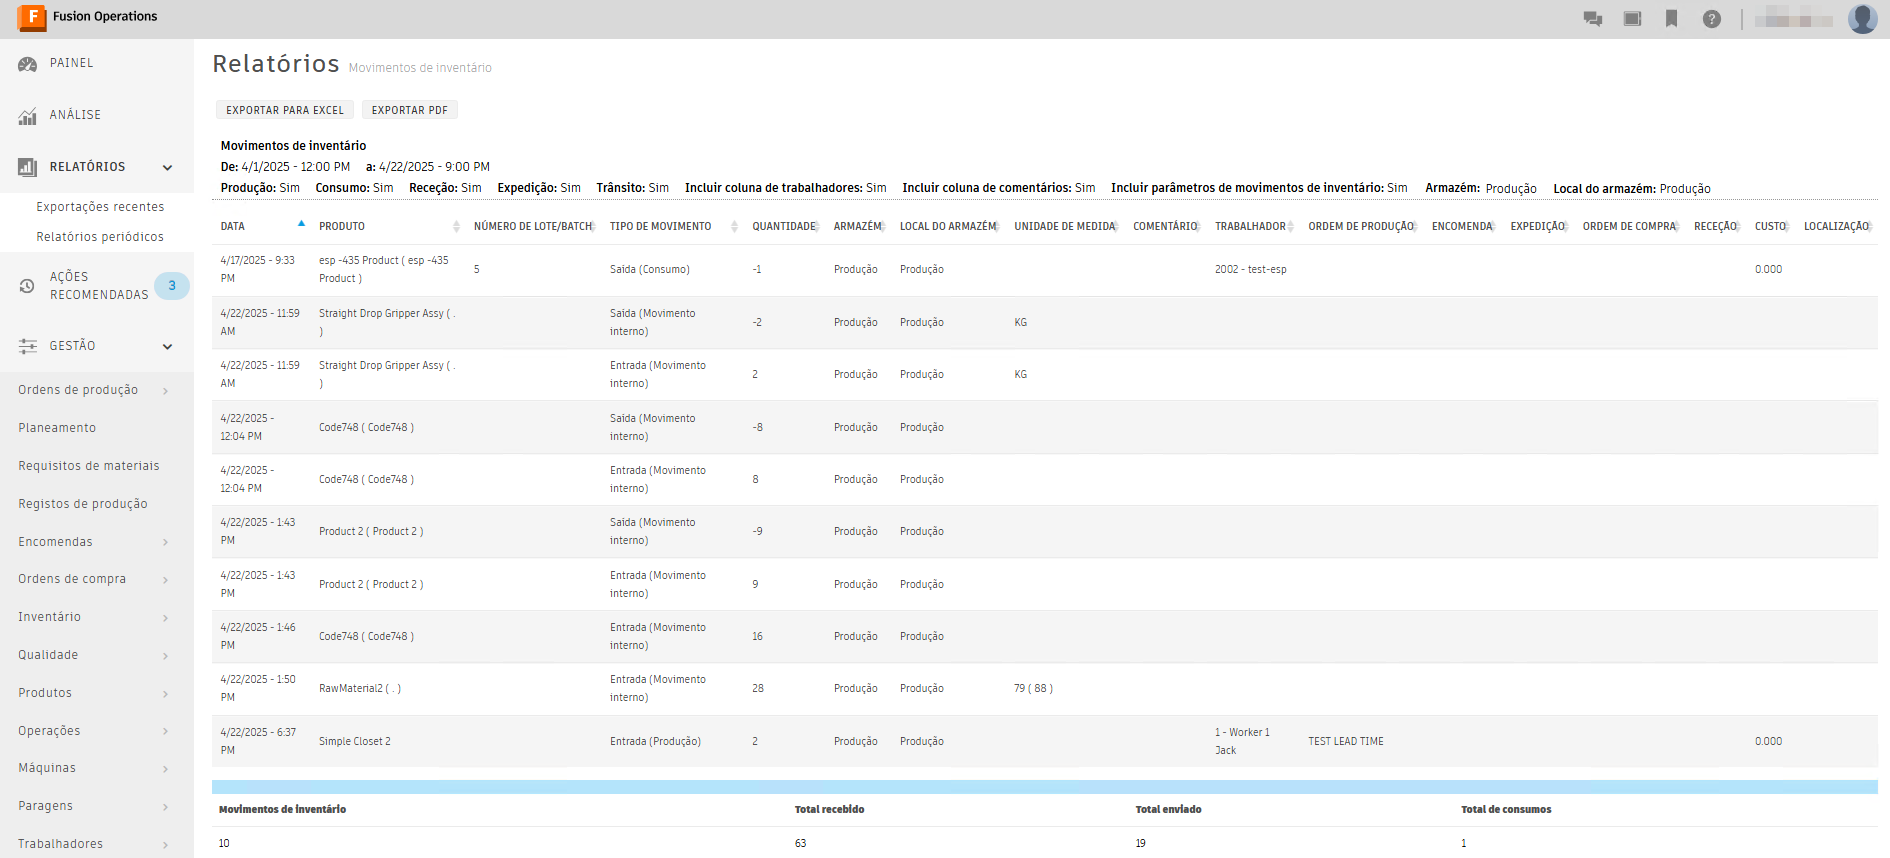 Fusion Operations
PAINEL
ANÁLISE
RELATÓRIOS
Exportações recentes
Relatórios periódicos
AÇÕES
RECOMENDADAS
3
GESTÃO
Ordens de produção
Planeamento
Requisitos de materiais
Registos de produção
Encomendas
Ordens de compra
Inventário
Qualidade
Produtos
Operações
Máquinas
Paragens
Trabalhadores
Relatórios Movimentos de inventário
EXPORTAR PARA EXCEL EXPORTAR PDF
Movimentos de inventário
De: 4/1/2025 - 12:00 PM a: 4/22/2025 - 9:00 PM
Produção: Sim Consumo: Sim Receção: Sim Expedição: Sim Trânsito: Sim Incluir coluna de trabalhadores: Sim Incluir coluna de comentários: Sim Incluir parâmetros de movimentos de inventário: Sim Armazém: Produção Local do armazém: Produção
DATA PRODUTO NÚMERO DE LOTE/BATCH TIPO DE MOVIMENTO QUANTIDADE ARMAZÉM LOCAL DO ARMAZÉM UNIDADE DE MEDIDA COMENTÁRIO TRABALHADOR ORDEM DE PRODUÇÃO ENCOMENDA EXPEDIÇÃO ORDEM DE COMPRA RECEÇÃO CUSTO LOCALIZAÇÃO
4/17/2025 - 9:33 esp -435 Product ( esp -435
PM Product ) 5 Saída (Consumo) -1 Produção Produção 2002 - test-esp 0.000
4/22/2025 - 11:59 Straight Drop Gripper Assy ( . Saída (Movimento
AM ) interno) -2 Produção Produção KG
4/22/2025 - 11:59 Straight Drop Gripper Assy ( . Entrada (Movimento
AM ) interno) 2 Produção Produção KG
4/22/2025 - Saída (Movimento
12:04 PM Code748 ( Code748 ) interno) -8 Produção Produção
4/22/2025 - Entrada (Movimento
12:04 PM Code748 ( Code748 ) interno) 8 Produção Produção
4/22/2025 - 1:43 Saída (Movimento
PM Product 2 ( Product 2 ) interno) -9 Produção Produção
4/22/2025 - 1:43 Entrada (Movimento
PM Product 2 ( Product 2 ) interno) 9 Produção Produção
4/22/2025 - 1:46 Entrada (Movimento
PM Code748 ( Code748 ) interno) 16 Produção Produção
4/22/2025 - 1:50 Entrada (Movimento
PM RawMaterial2 ( . ) interno) 28 Produção Produção 79 ( 88 )
4/22/2025 - 6:37 1 - Worker 1
PM Simple Closet 2 Entrada (Produção) 2 Produção Produção Jack TEST LEAD TIME 0.000
Movimentos de inventário Total recebido Total enviado Total de consumos
10 63 19 1